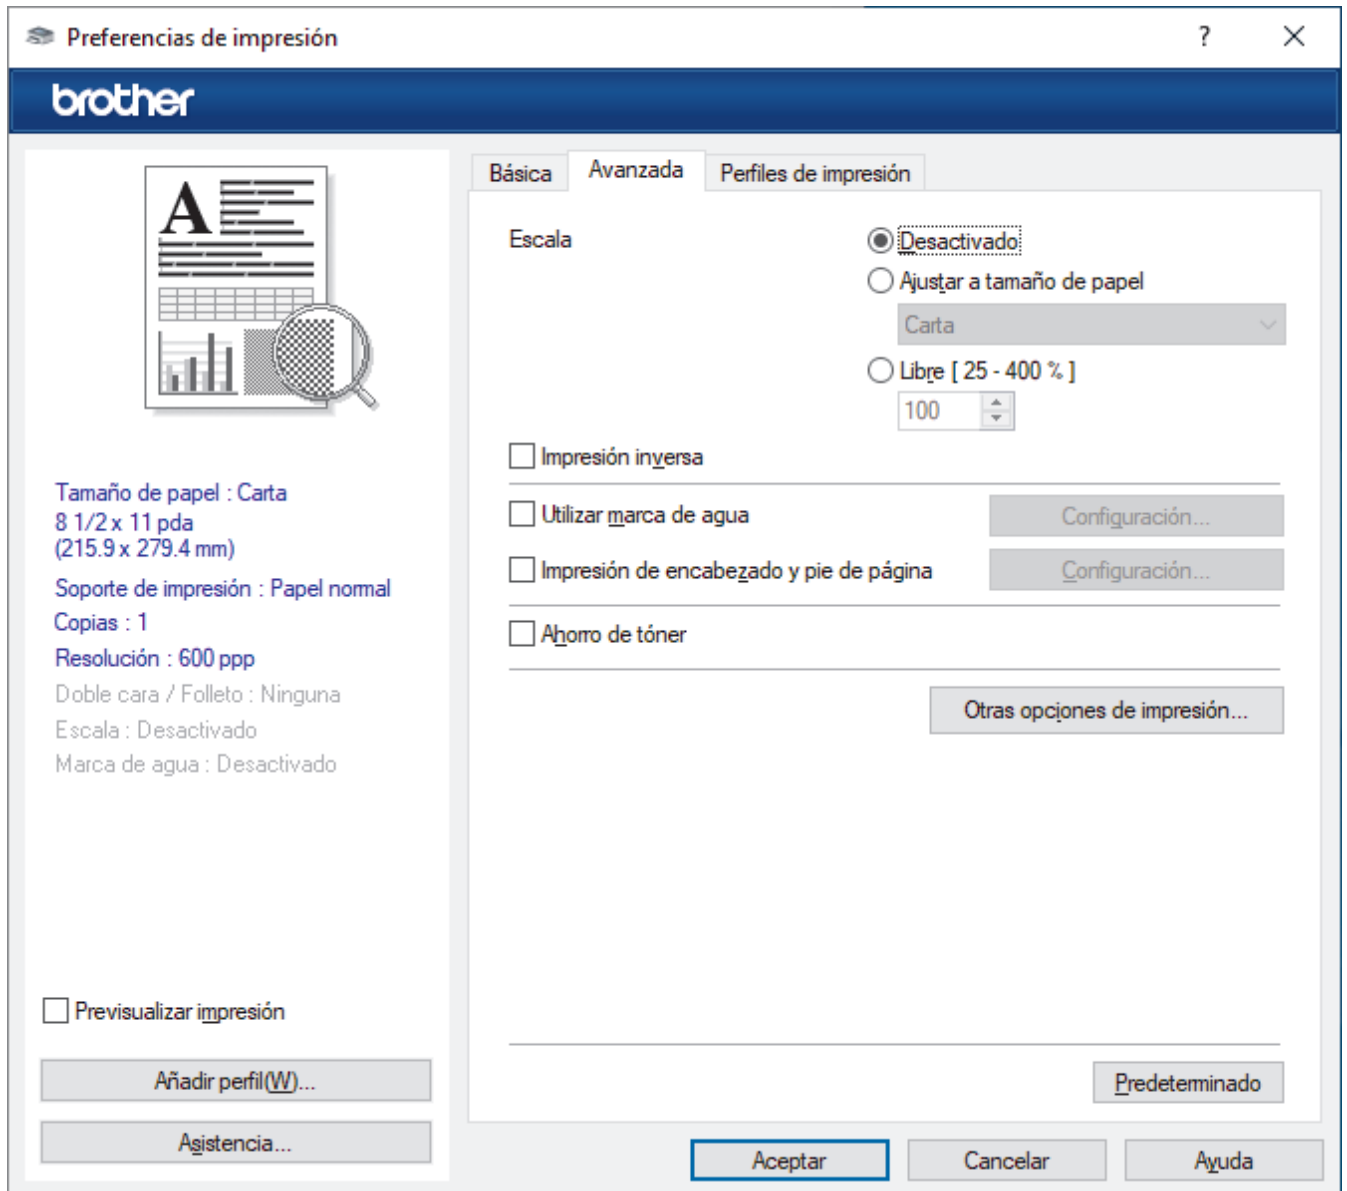 Preferencias de impresión
?
brother
A
Básica
Avanzada
Perfiles de impresión
Escala
Desactivado
Ajustar a tamaño de papel
Carta
Libre [ 25 - 400 % ]
100
Impresión inversa
Utilizar marca de agua
Configuración...
Impresión de encabezado y pie de página
Configuración...
Ahorro de tóner
Otras opciones de impresión...
Tamaño de papel : Carta
8 1/2 x 11 pda
(215.9 x 279.4 mm)
Soporte de impresión : Papel normal
Copias : 1
Resolución : 600 ppp
Doble cara / Folleto : Ninguna
Escala : Desactivado
Marca de agua : Desactivado
Previsualizar impresión
Añadir perfil(W)...
Asistencia...
Predeterminado
Aceptar
Cancelar
Ayuda